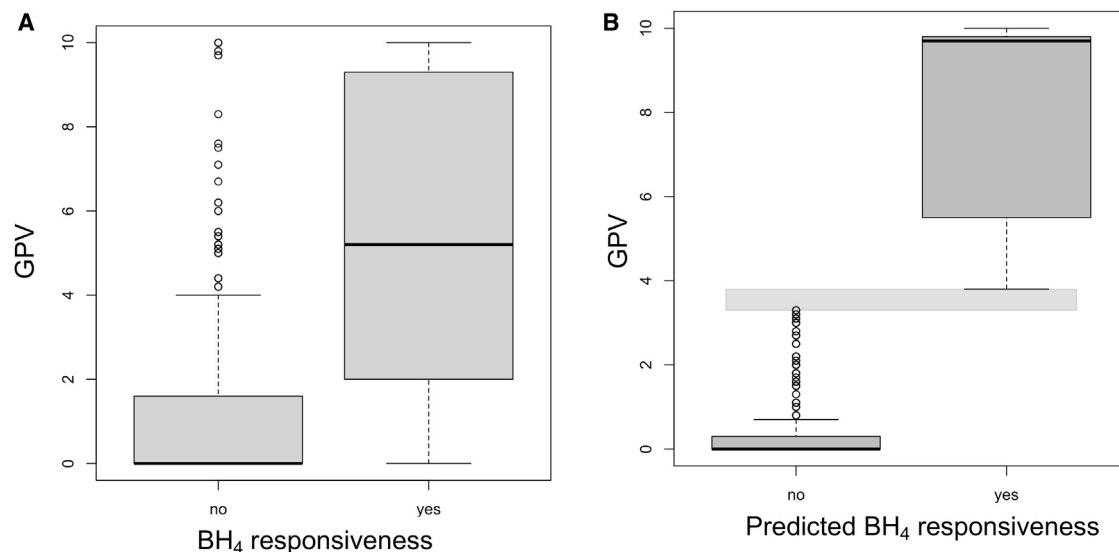 A
GPV
10
8
6
4
2
0
no
yes
BH₄ responsiveness
B
GPV
10
8
6
4
2
0
no
yes
Predicted BH₄ responsiveness